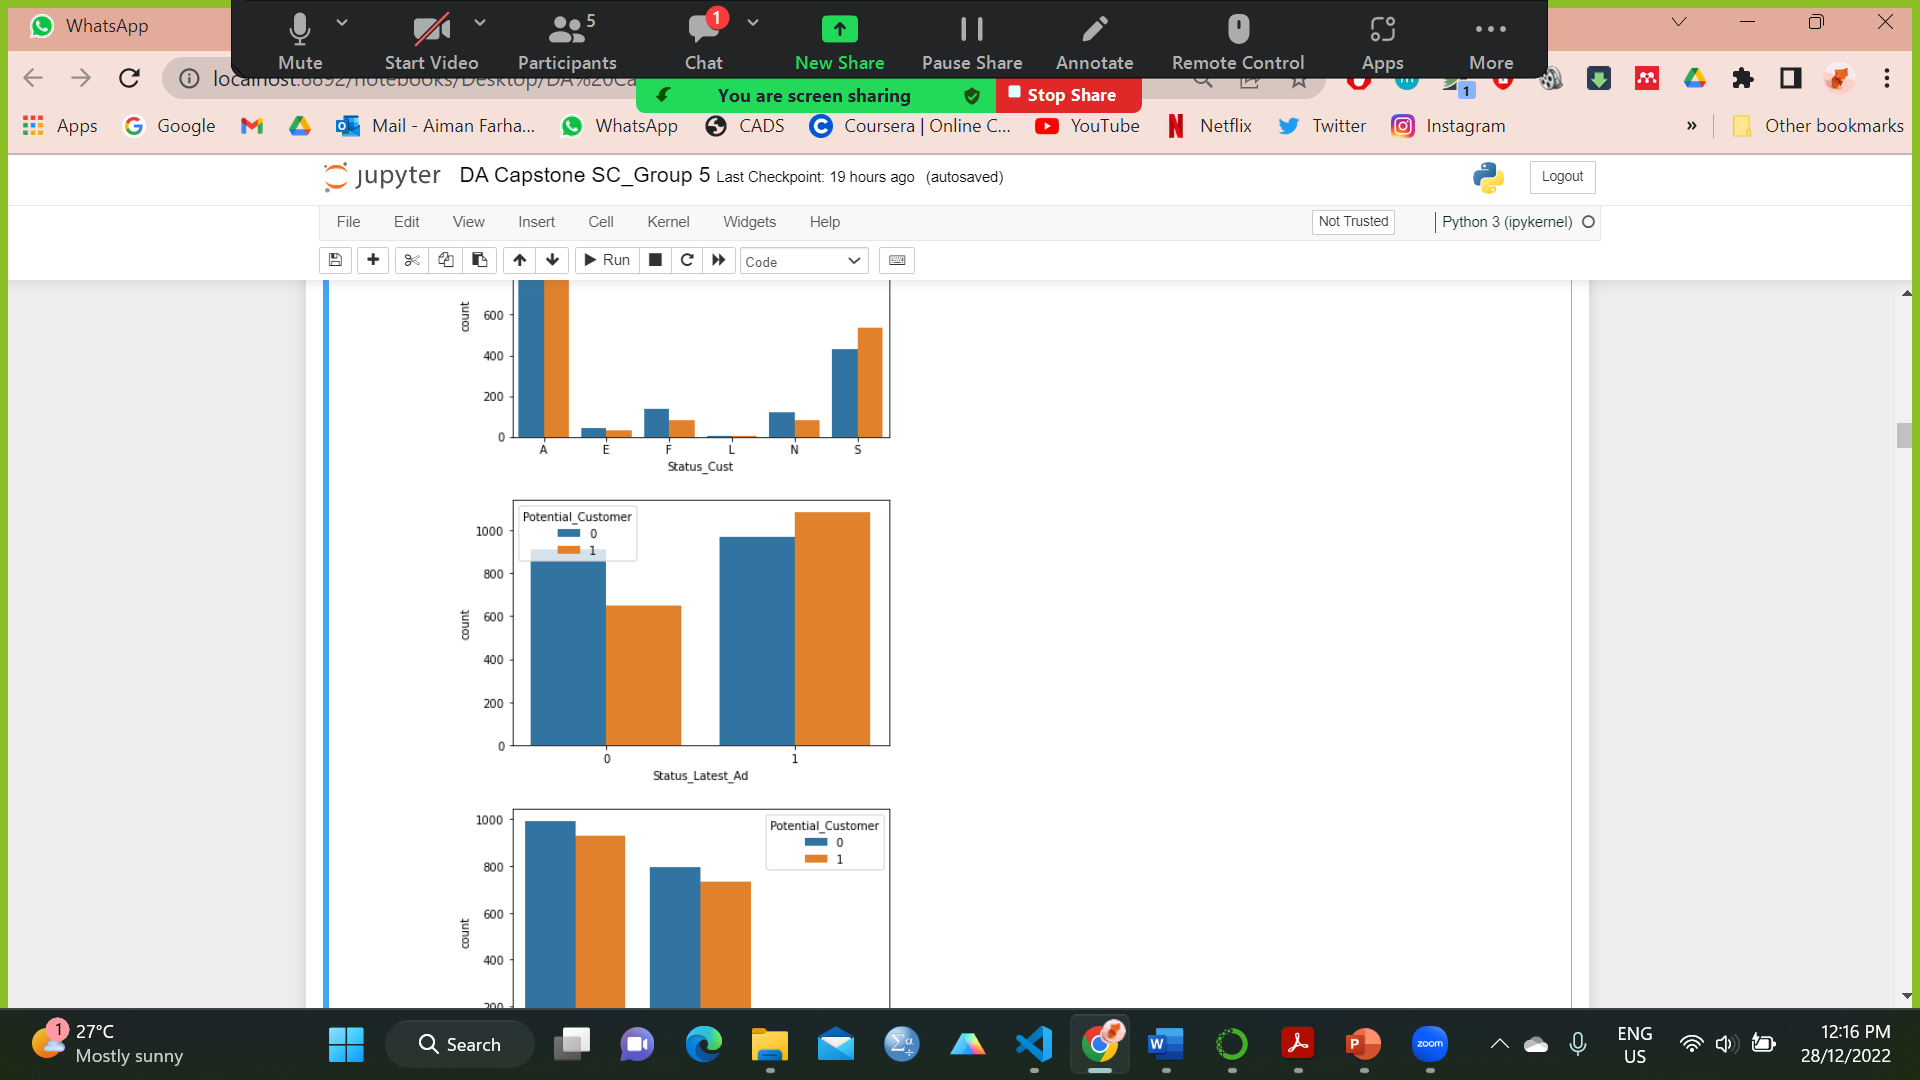 WhatsApp
Mute
Start Video
5
Participants
1
Chat
New Share
Pause Share
Annotate
Remote Control
Apps
More
You are screen sharing
Stop Share
1
Apps
Google
Mail - Aiman Farha...
WhatsApp
CADS
Coursera | Online C...
YouTube
Netflix
Twitter
Instagram
»
Other bookmarks
jupyter
DA Capstone SC_Group 5 Last Checkpoint: 19 hours ago (autosaved)
Logout
File Edit View Insert Cell Kernel Widgets Help
Not Trusted
Python 3 (ipykernel)
Run
Code
count
600
400
200
0
A E F L N S
Status_Cust
Potential_Customer
0
1
count
1000
800
600
400
200
0
0 1
Status_Latest_Ad
Potential_Customer
0
1
count
1000
800
600
400
200
1
27°C
Mostly sunny
Search
zoom
ENG
US
12:16 PM
28/12/2022